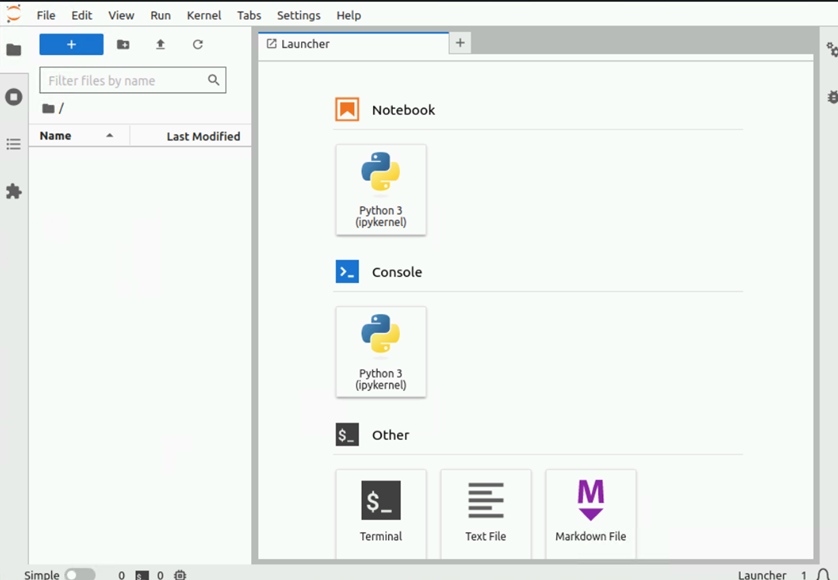 File Edit View Run Kernel Tabs Settings Help
+
Launcher
+
Filter files by name
/
Name
Last Modified
Notebook
Python 3
(ipykernel)
>_
Console
Python 3
(ipykernel)
$_
Other
$_
Terminal
Text File
M
Markdown File
Simple 0 $_ 0
Launcher 1